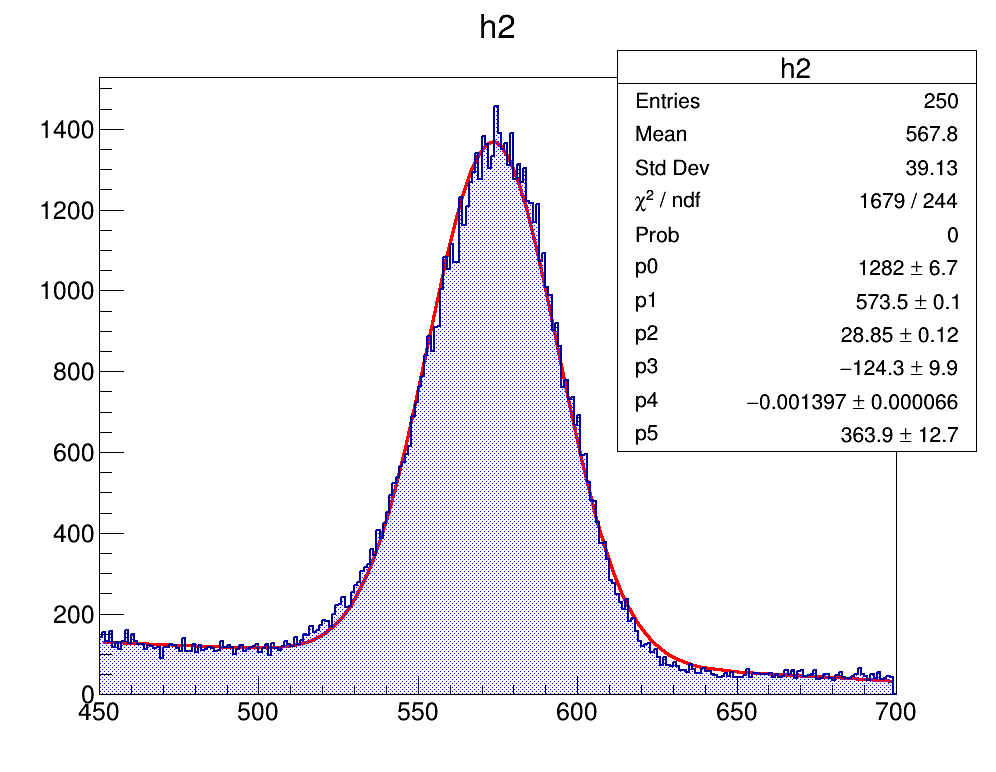 h2
h2
Entries 250
Mean 567.8
Std Dev 39.13
χ² / ndf 1679 / 244
Prob 0
p0 1282 ± 6.7
p1 573.5 ± 0.1
p2 28.85 ± 0.12
p3 −124.3 ± 9.9
p4 −0.001397 ± 0.000066
p5 363.9 ± 12.7
1400
1200
1000
800
600
400
200
0
450 500 550 600 650 700